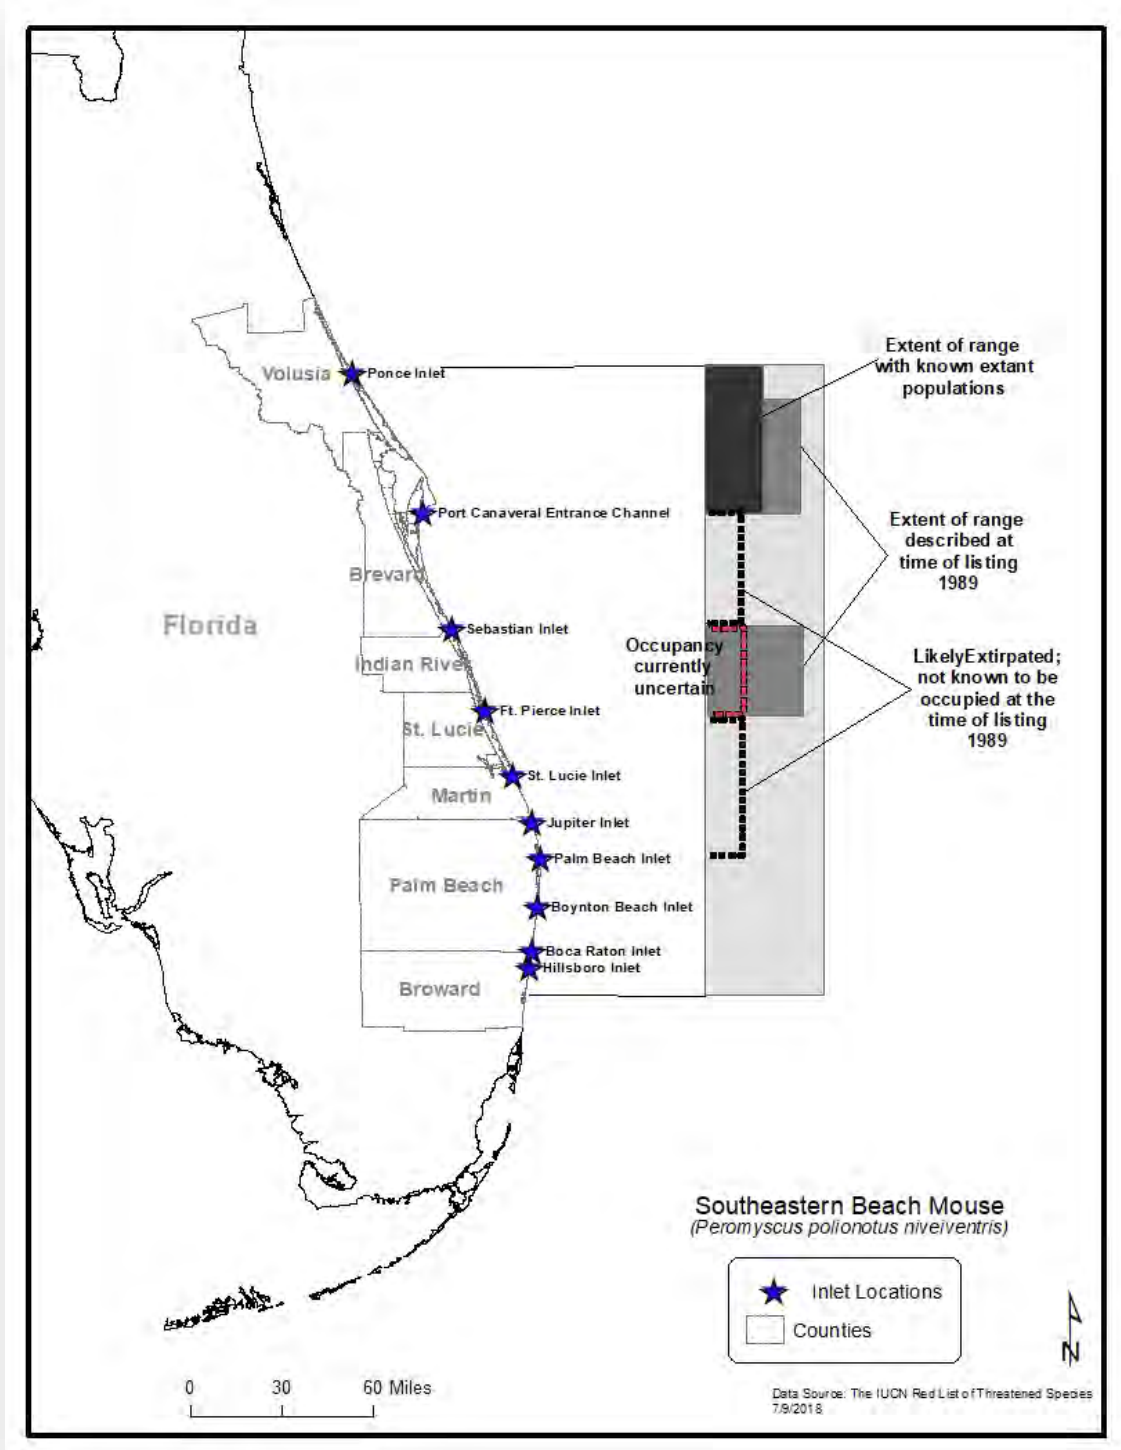 Extent of range
with known extant
populations
Volusia
Ponce Inlet
Port Canaveral Entrance Channel
Extent of range
described at
time of listing
1989
Brevard
Florida
Sebastian Inlet
Occupancy
currently
uncertain
Indian River
LikelyExtirpated;
not known to be
occupied at the
time of listing
1989
Ft. Pierce Inlet
St. Lucie
St. Lucie Inlet
Martin
Jupiter Inlet
Palm Beach Inlet
Palm Beach
Boynton Beach Inlet
Boca Raton Inlet
Hillsboro Inlet
Broward
Southeastern Beach Mouse
(Peromyscus polionotus niveiventris)
Inlet Locations
Counties
N
0 30 60 Miles
Data Source: The IUCN Red List of Threatened Species
7/9/2018